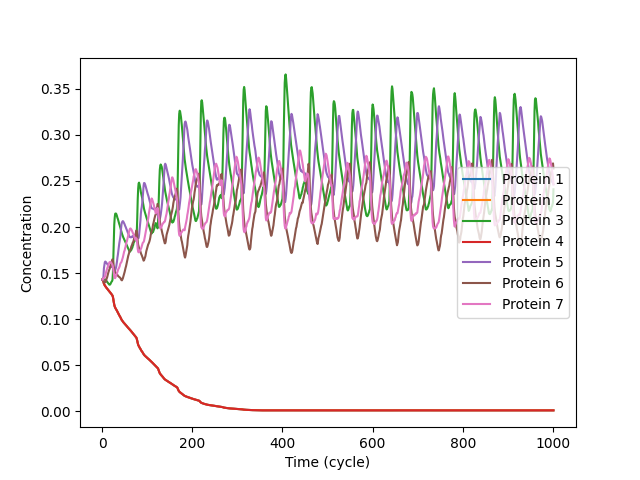 0.35
0.30
0.25
0.20
0.15
0.10
0.05
0.00
Concentration
0
200
400
600
800
1000
Time (cycle)
Protein 1
Protein 2
Protein 3
Protein 4
Protein 5
Protein 6
Protein 7